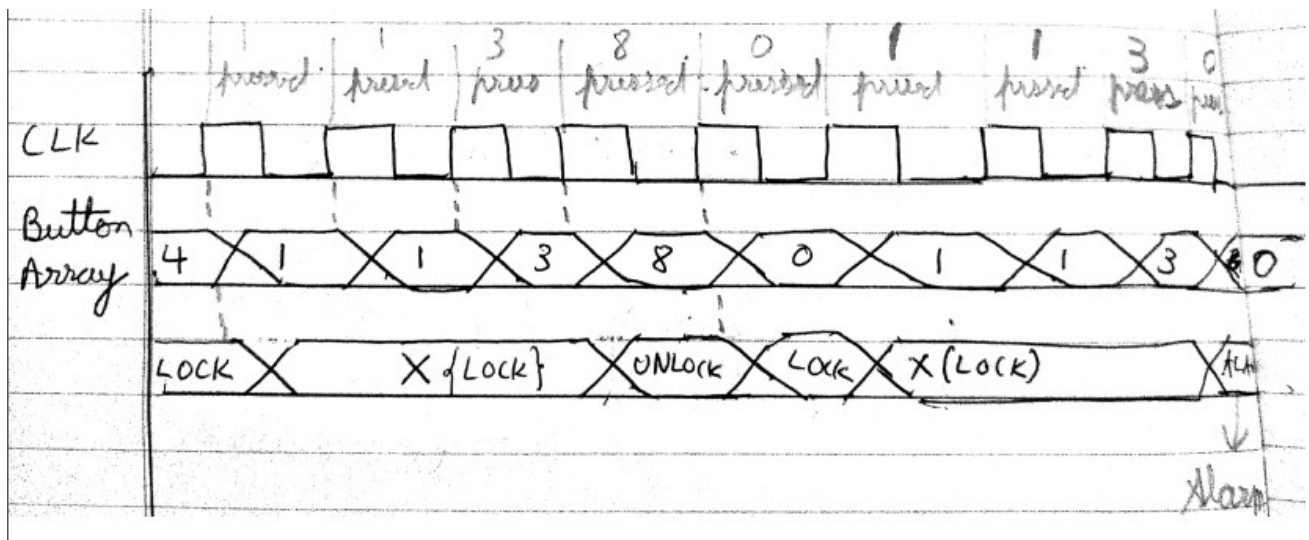 1 1 3 8 0 1 1 3 0
pressed pressed press pressed pressed pressed pressed press
CLK
Button
Array
4 1 1 3 8 0 1 1 3 0
LOCK X {LOCK} UNLOCK LOCK X (LOCK)
Alarm